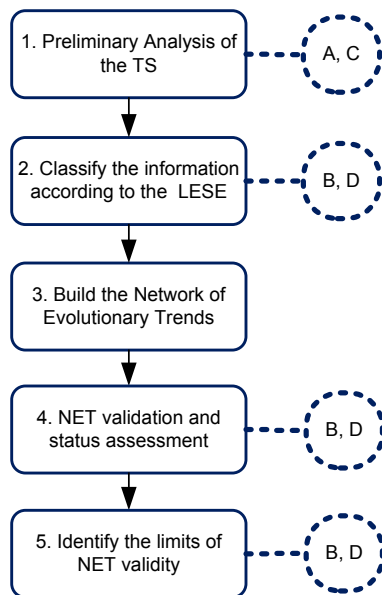 1. Preliminary Analysis of
the TS
A, C
2. Classify the information
according to the LESE
B, D
3. Build the Network of
Evolutionary Trends
4. NET validation and
status assessment
B, D
5. Identify the limits of
NET validity
B, D